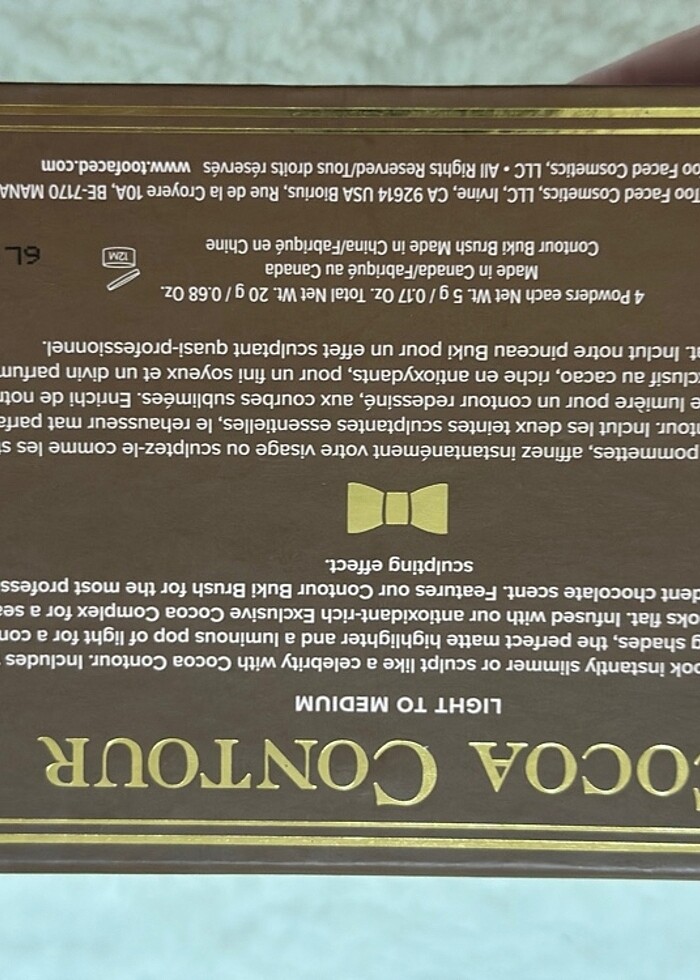 COCOA CONTOUR
LIGHT TO MEDIUM
ook instantly slimmer or sculpt like a celebrity with Cocoa Contour. Includes
g shades, the perfect matte highlighter and a luminous pop of light for a con
oks flat. Infused with our antioxidant-rich Exclusive Cocoa Complex for a sea
dent chocolate scent. Features our Contour Buki Brush for the most profess
sculpting effect.
pommettes, affinez instantanément votre visage ou sculptez-le comme les s
tour. Inclut les deux teintes sculptantes essentielles, le rehausseur mat parfa
e lumière pour un contour redessiné, aux courbes sublimées. Enrichi de not
clusif au cacao, riche en antioxydants, pour un fini soyeux et un divin parfum
t. Inclut notre pinceau Buki pour un effet sculptant quasi-professionnel.
4 Powders each Net Wt. 5 g / 0.17 Oz. Total Net Wt. 20 g / 0.68 Oz.
Made in Canada/Fabriqué au Canada
Contour Buki Brush Made in China/Fabriqué en Chine
12M
Too Faced Cosmetics, LLC, Irvine, CA 92614 USA Biorius, Rue de la Croyere 10A, BE-7170 MANA
oo Faced Cosmetics, LLC • All Rights Reserved/Tous droits réservés www.toofaced.com